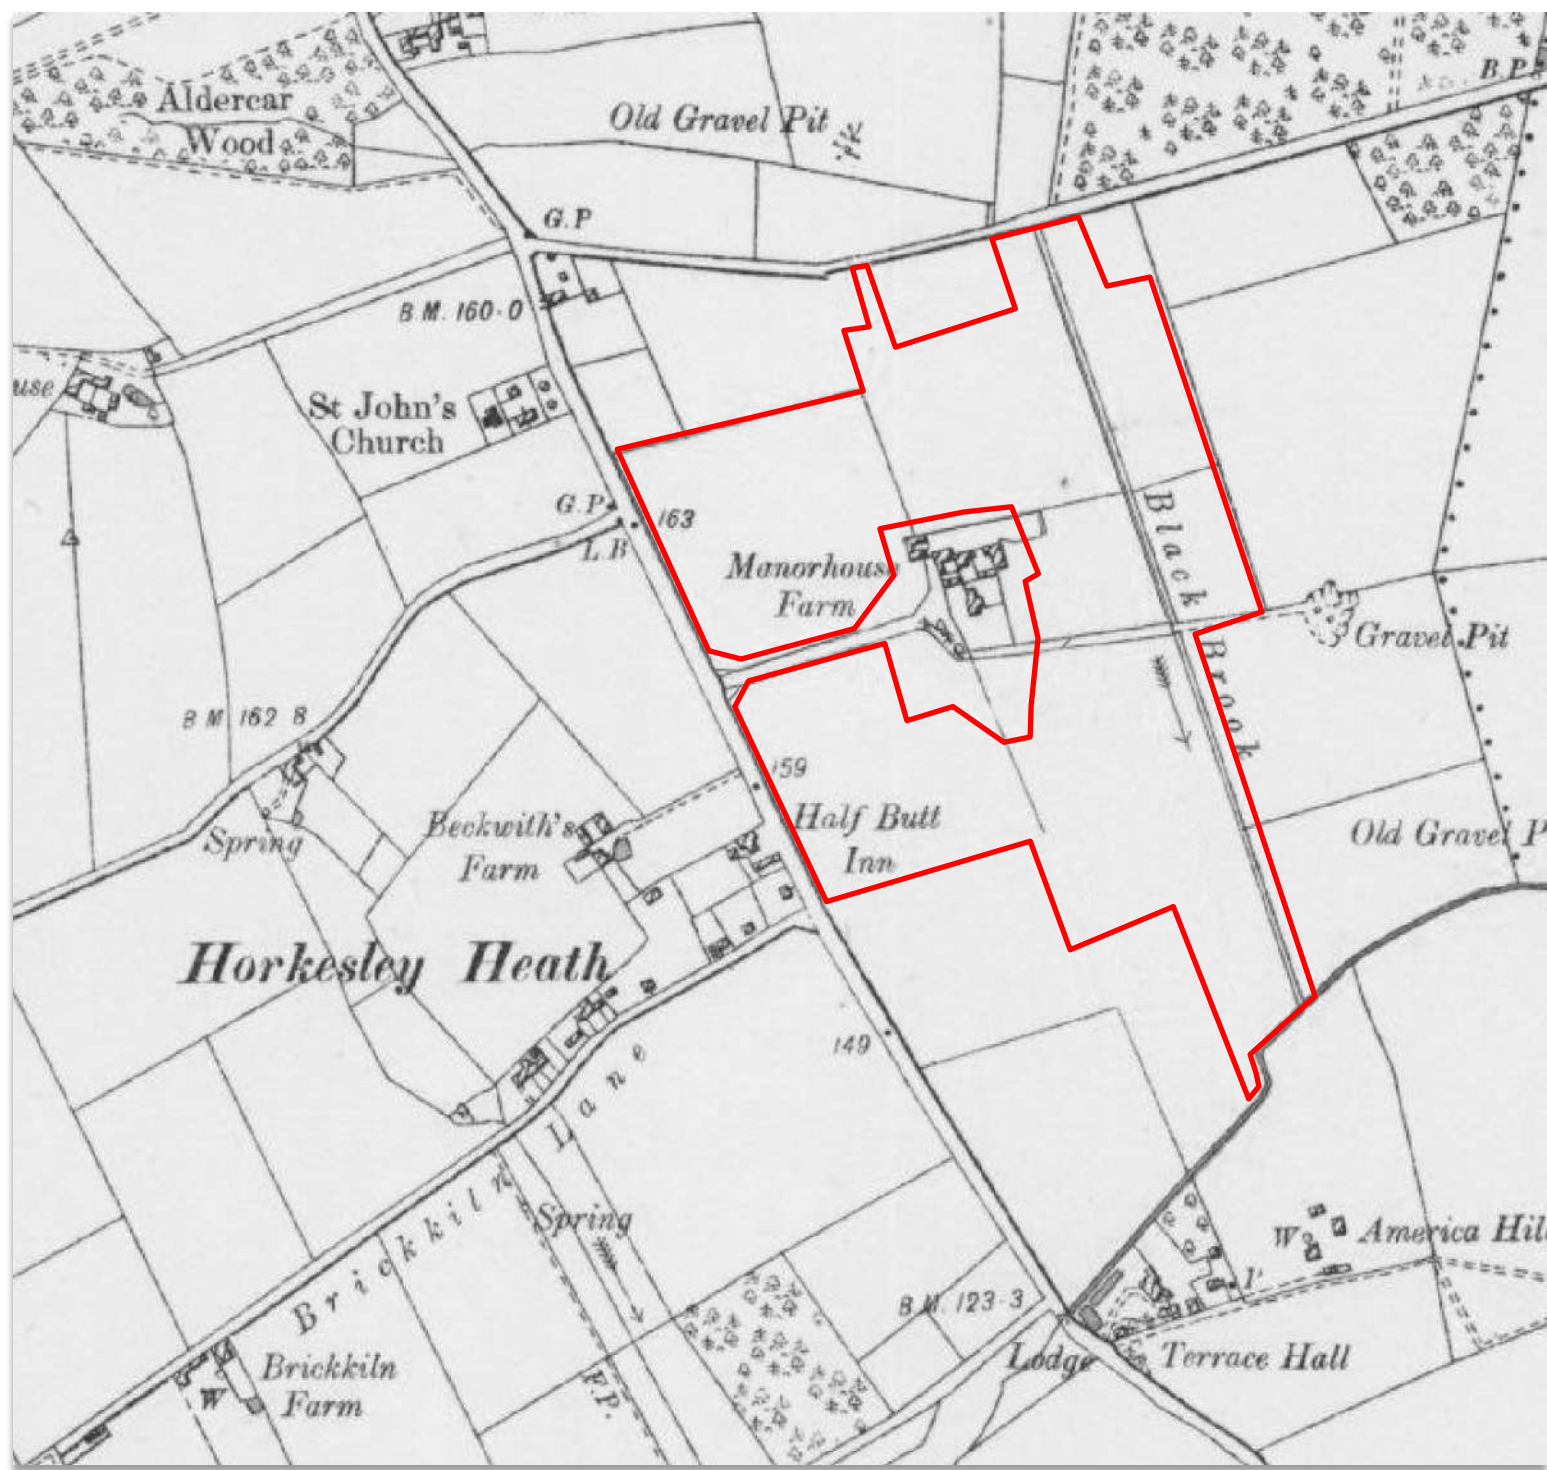 Aldercar
Wood
Old Gravel Pit
B.P.
G.P
B.M. 160·0
use
St John's
Church
G.P
L.B
163
Manorhouse
Farm
Black
Brook
Gravel Pit
B.M. 162·8
159
Half Butt
Inn
Old Gravel P
Spring
Beckwith's
Farm
Horkesley Heath
149
Brickkiln Lane
Spring
W
America Hil
P
B.M. 123·3
Lodge
Terrace Hall
Brickkiln
Farm
W
F.P.